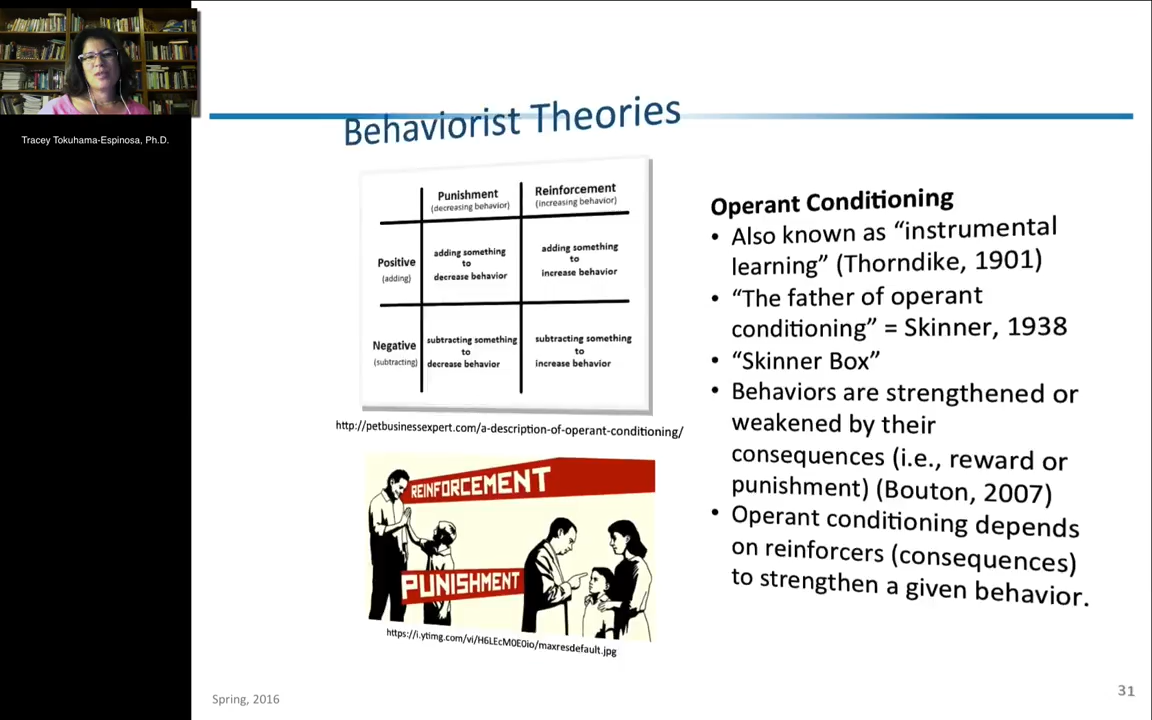 Tracey Tokuhama-Espinosa, Ph.D.
Behaviorist Theories
Punishment
(decreasing behavior)
Reinforcement
(increasing behavior)
Positive
(adding)
adding something
to
decrease behavior
adding something
to
increase behavior
Negative
(subtracting)
subtracting something
to
decrease behavior
subtracting something
to
increase behavior
http://petbusinessexpert.com/a-description-of-operant-conditioning/
REINFORCEMENT
PUNISHMENT
https://i.ytimg.com/vi/H6LEcM0E0io/maxresdefault.jpg
Operant Conditioning
• Also known as “instrumental
learning” (Thorndike, 1901)
• “The father of operant
conditioning” = Skinner, 1938
• “Skinner Box”
• Behaviors are strengthened or
weakened by their
consequences (i.e., reward or
punishment) (Bouton, 2007)
• Operant conditioning depends
on reinforcers (consequences)
to strengthen a given behavior.
Spring, 2016
31